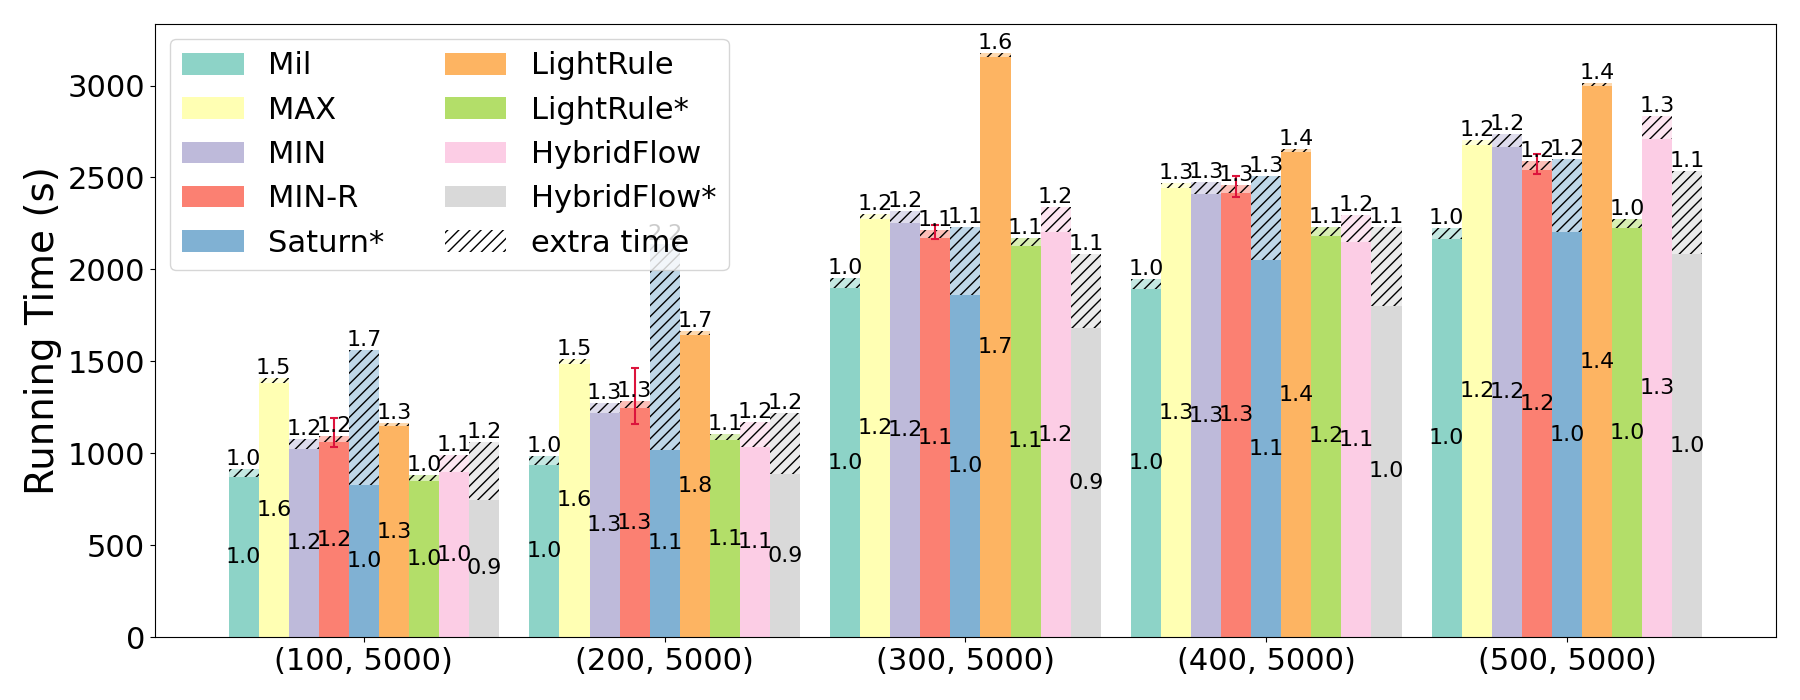 Running Time (s)
3000
2500
2000
1500
1000
500
0
Mil
MAX
MIN
MIN-R
Saturn*
LightRule
LightRule*
HybridFlow
HybridFlow*
extra time
1.0 1.5 1.2 1.2 1.7 1.3 1.0 1.1 1.2
1.0 1.6 1.2 1.2 1.0 1.3 1.0 1.0 0.9
1.0 1.5 1.3 1.3 2.2 1.7 1.1 1.2 1.2
1.0 1.6 1.3 1.3 1.1 1.8 1.1 1.1 0.9
1.0 1.2 1.2 1.1 1.1 1.6 1.1 1.2 1.1
1.0 1.2 1.2 1.1 1.0 1.7 1.1 1.2 0.9
1.0 1.3 1.3 1.3 1.3 1.4 1.1 1.2 1.1
1.0 1.3 1.3 1.3 1.1 1.4 1.2 1.1 1.0
1.0 1.2 1.2 1.2 1.2 1.4 1.0 1.3 1.1
1.0 1.2 1.2 1.2 1.0 1.4 1.0 1.3 1.0
(100, 5000)
(200, 5000)
(300, 5000)
(400, 5000)
(500, 5000)